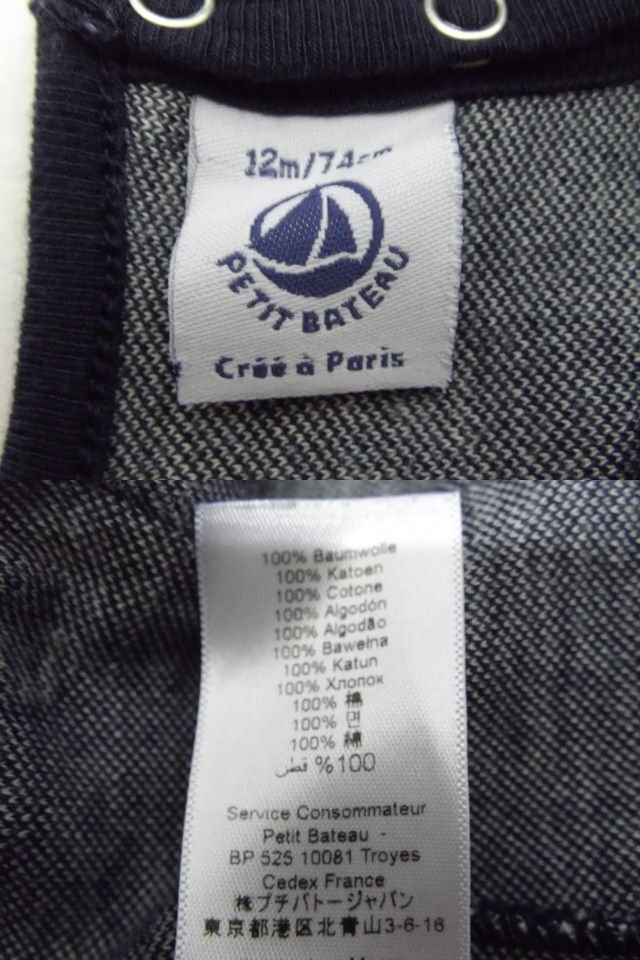 12m/74cm
PETIT BATEAU
Créé à Paris
100% Baumwolle
100% Katoen
100% Cotone
100% Algodón
100% Algodão
100% Bawełna
100% Katun
100% Хлопок
100% 棉
100% 면
100% 綿
100% قطن
Service Consommateur
Petit Bateau -
BP 525 10081 Troyes
Cedex France
㈱プチバトージャパン
東京都港区北青山3-6-16